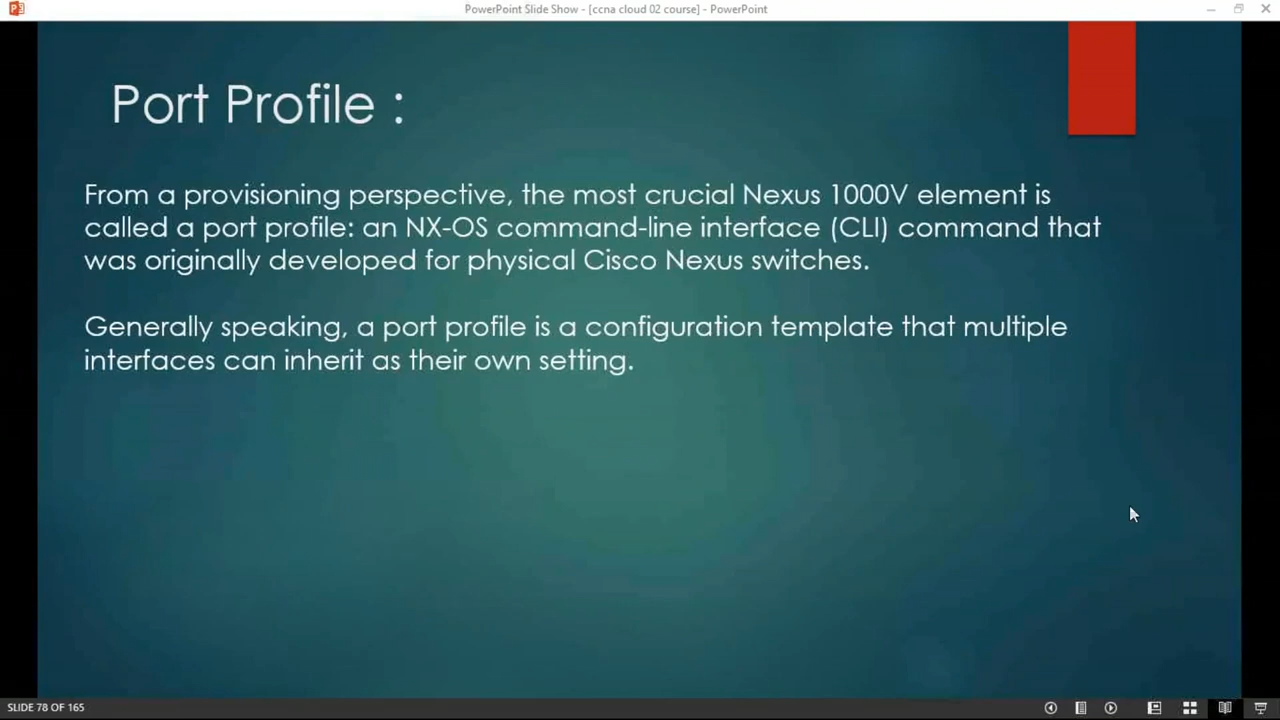 PowerPoint Slide Show - [ccna cloud 02 course] - PowerPoint
Port Profile :
From a provisioning perspective, the most crucial Nexus 1000V element is
called a port profile: an NX-OS command-line interface (CLI) command that
was originally developed for physical Cisco Nexus switches.
Generally speaking, a port profile is a configuration template that multiple
interfaces can inherit as their own setting.
SLIDE 78 OF 165